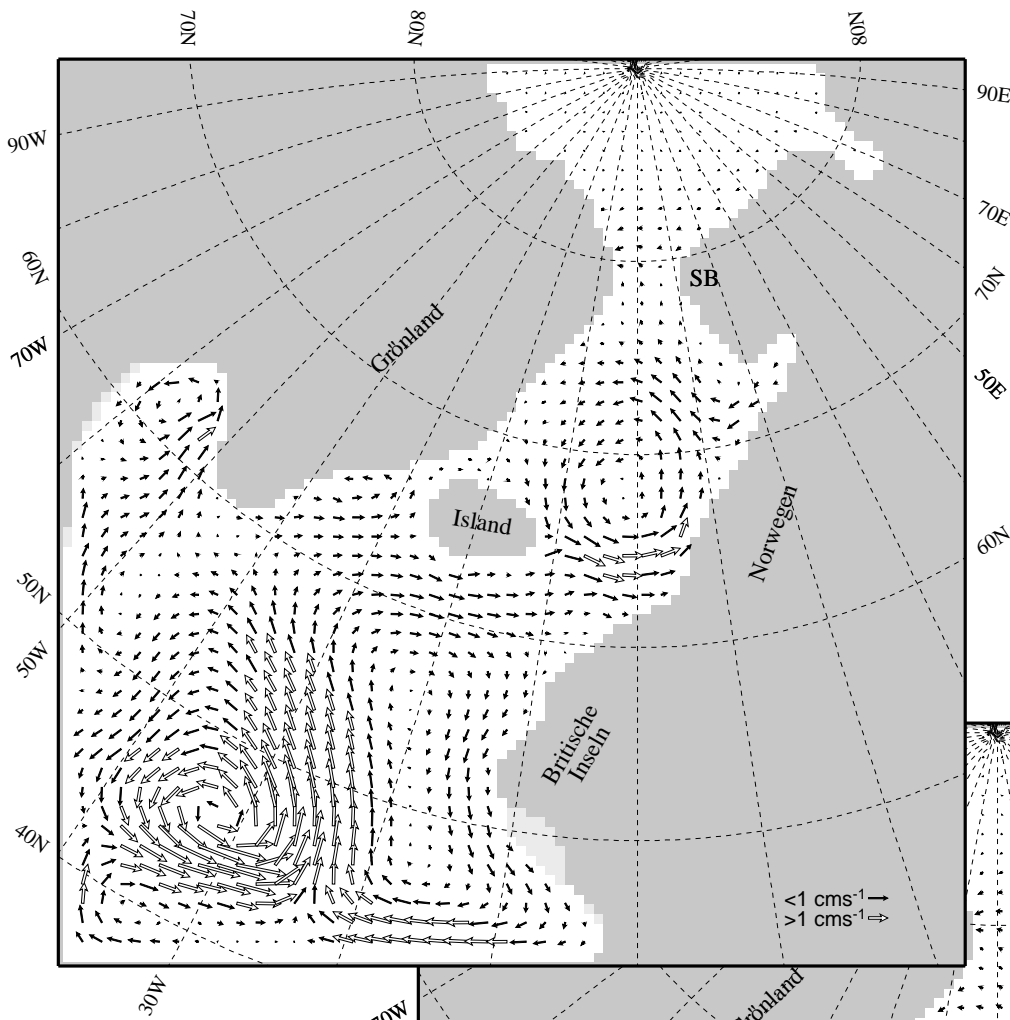 70N
80N
80N
90E
90W
70E
60N
70N
Grönland
SB
70W
50E
Island
Norwegen
60N
50N
50W
Britische
Inseln
40N
<1 cms-1
>1 cms-1
30W
70W
Grönland